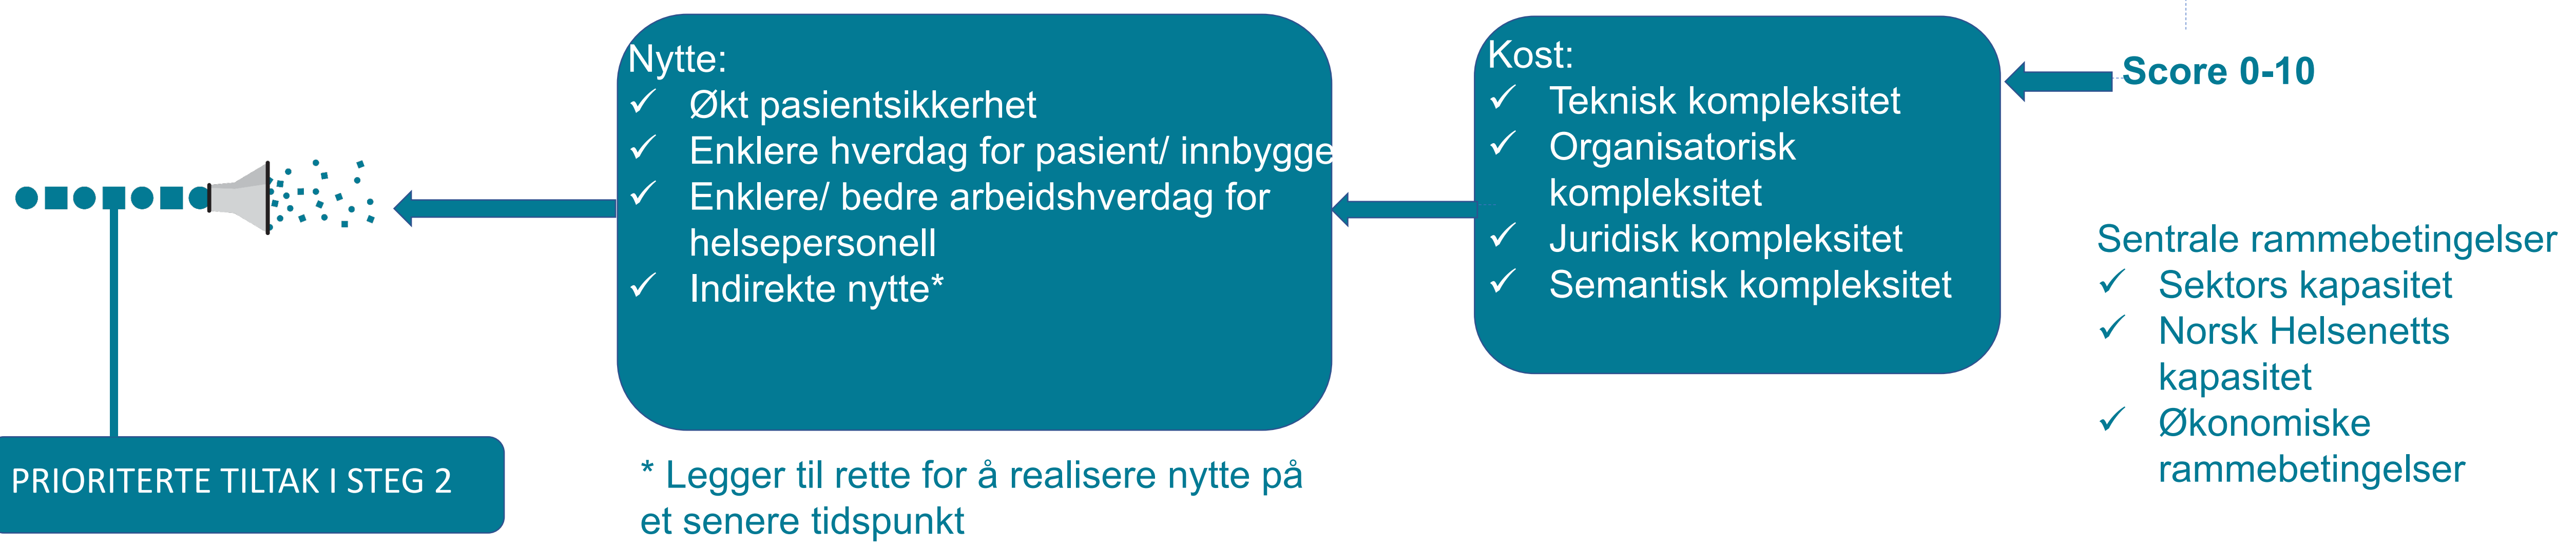 Nytte:
✓ Økt pasientsikkerhet
✓ Enklere hverdag for pasient/ innbygge
✓ Enklere/ bedre arbeidshverdag for
helsepersonell
✓ Indirekte nytte*
Kost:
✓ Teknisk kompleksitet
✓ Organisatorisk
kompleksitet
✓ Juridisk kompleksitet
✓ Semantisk kompleksitet
Score 0-10
Sentrale rammebetingelser
✓ Sektors kapasitet
✓ Norsk Helsenetts
kapasitet
✓ Økonomiske
rammebetingelser
PRIORITERTE TILTAK I STEG 2
* Legger til rette for å realisere nytte på
et senere tidspunkt